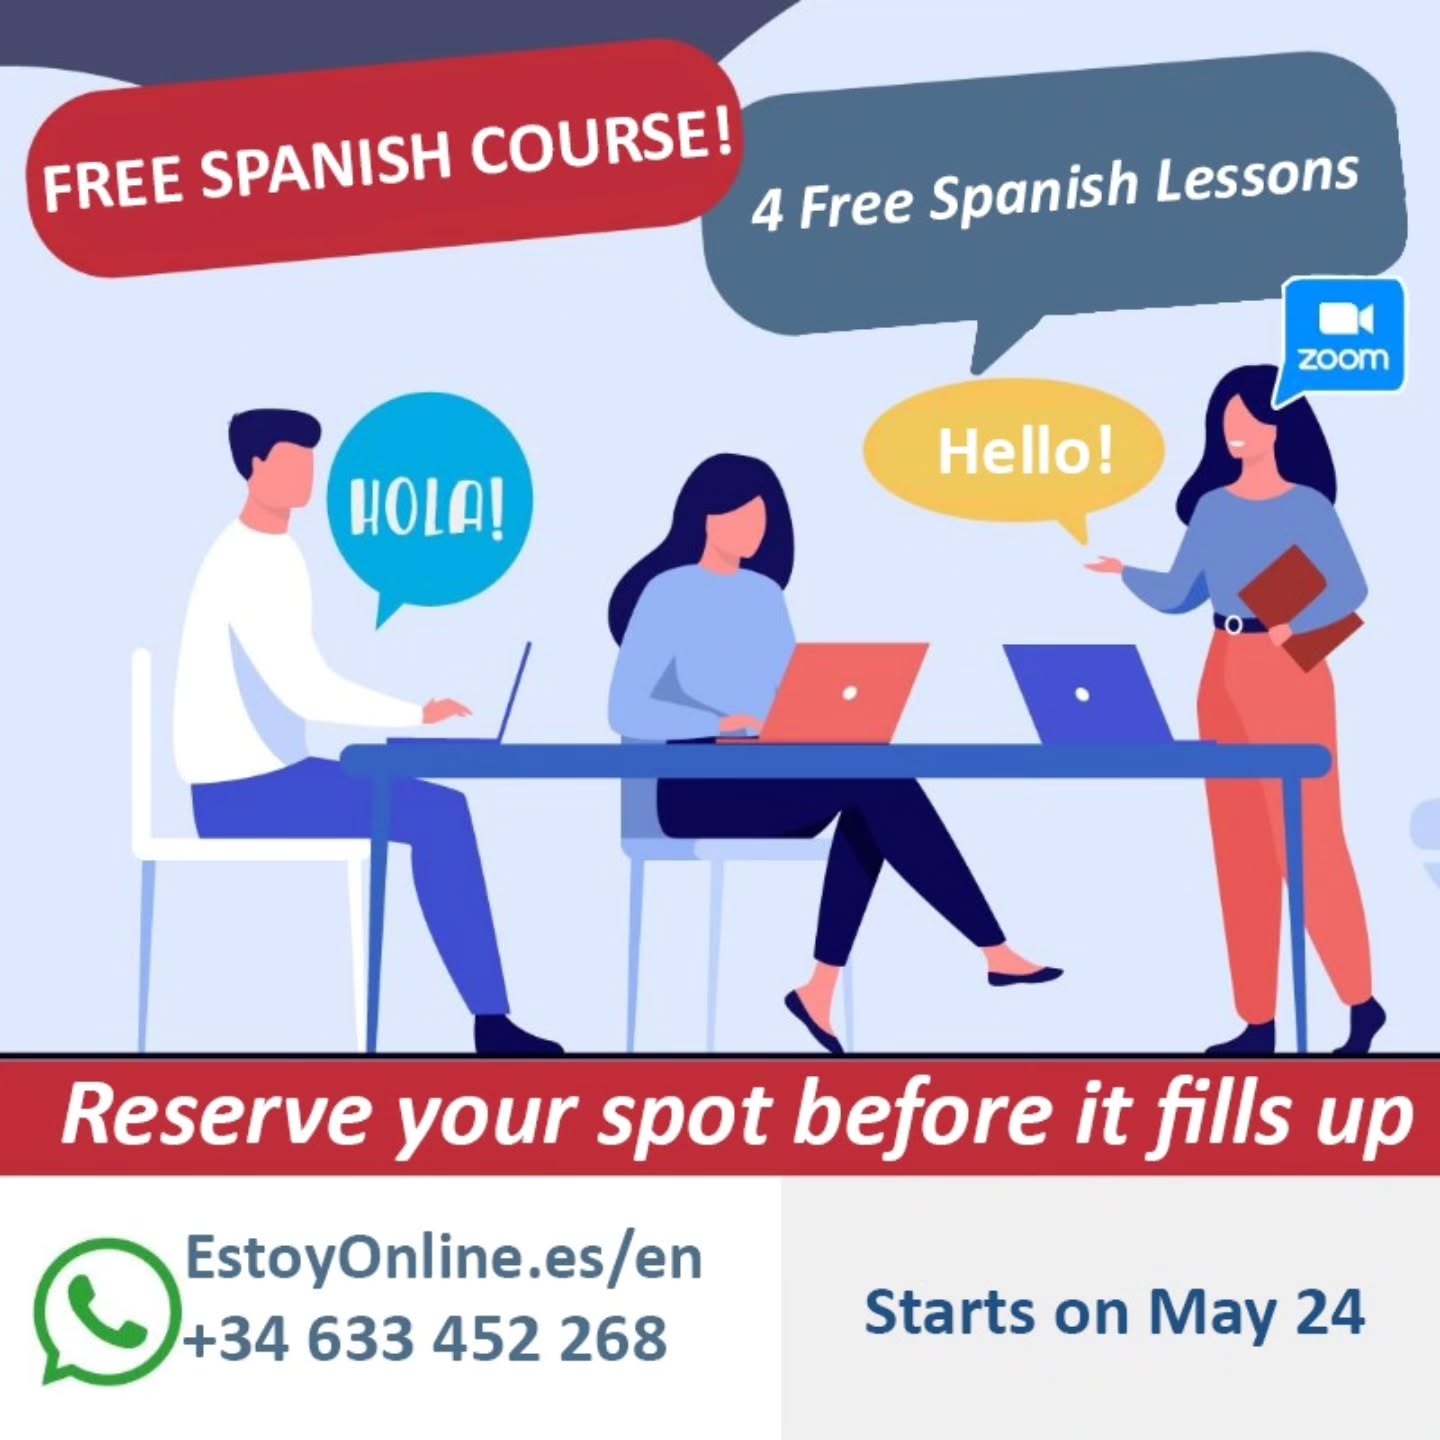 FREE SPANISH COURSE!
4 Free Spanish Lessons
zoom
HOLA!
Hello!
Reserve your spot before it fills up
EstoyOnline.es/en
+34 633 452 268
Starts on May 24